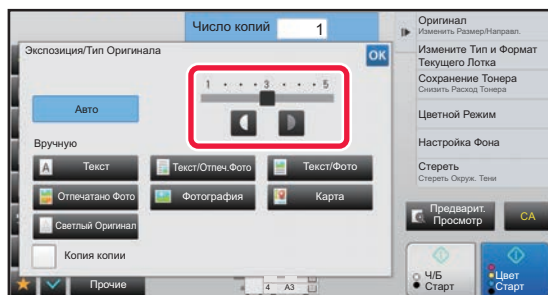 Число копий 1
Экспозиция/Тип Оригинала
OK
1 • • • 3 • • • 5
Авто
Вручную
A Текст
Текст/Отпеч.Фото
Текст/Фото
Отпечатано Фото
Фотография
Карта
Светлый Оригинал
Копия копии
Прочие
4 A3
Оригинал
Изменить Размер/Направл.
Измените Тип и Формат
Текущего Лотка
Сохранение Тонера
Снизить Расход Тонера
Цветной Режим
Настройка Фона
Стереть
Стереть Окруж. Тени
Предварит.
Просмотр
CA
Ч/Б
Старт
Цвет
Старт